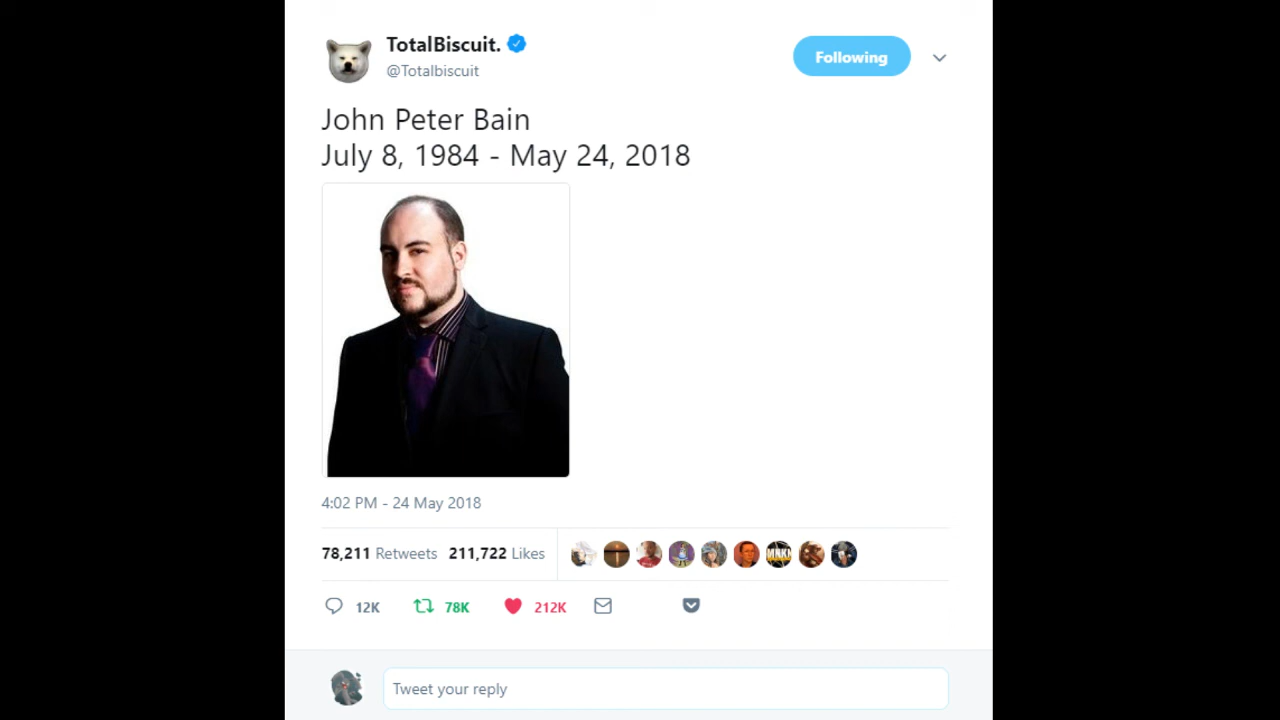 TotalBiscuit.
@Totalbiscuit
Following
John Peter Bain
July 8, 1984 - May 24, 2018
4:02 PM - 24 May 2018
78,211 Retweets 211,722 Likes
12K 78K 212K
Tweet your reply